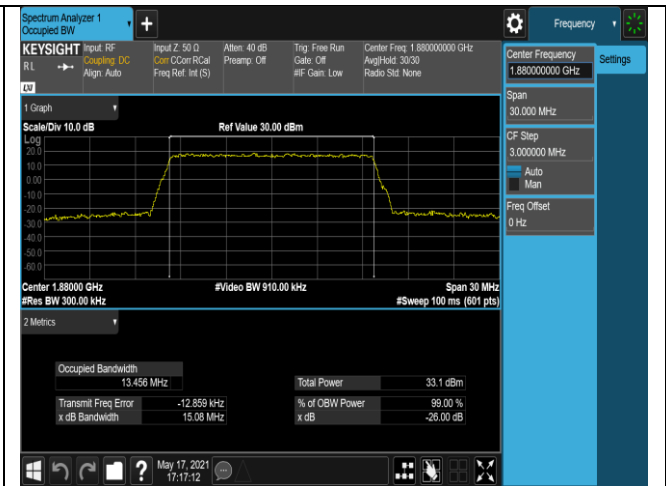 Spectrum Analyzer 1
Occupied BW
+
Frequency
KEYSIGHT
RL
LXI
Input: RF
Coupling: DC
Align: Auto
Input Z: 50 Ω
Corr CCorr RCal
Freq Ref: Int (S)
Atten: 40 dB
Preamp: Off
Trig: Free Run
Gate: Off
#IF Gain: Low
Center Freq: 1.880000000 GHz
Avg|Hold: 30/30
Radio Std: None
Center Frequency
1.880000000 GHz
Settings
Span
30.000 MHz
CF Step
3.000000 MHz
Auto
Man
Freq Offset
0 Hz
1 Graph
Scale/Div 10.0 dB
Ref Value 30.00 dBm
Log
20.0
10.0
0.00
-10.0
-20.0
-30.0
-40.0
-50.0
-60.0
Center 1.88000 GHz
#Video BW 910.00 kHz
Span 30 MHz
#Res BW 300.00 kHz
#Sweep 100 ms (601 pts)
2 Metrics
Occupied Bandwidth
13.456 MHz
Total Power 33.1 dBm
Transmit Freq Error -12.859 kHz
% of OBW Power 99.00 %
x dB Bandwidth 15.08 MHz
x dB -26.00 dB
?
May 17, 2021
17:17:12